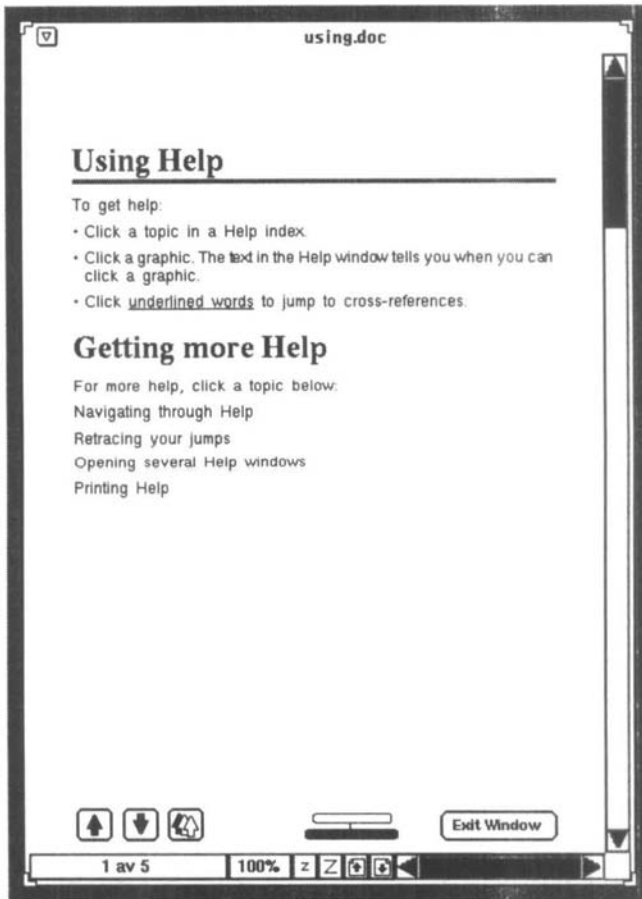 using.doc
Using Help
To get help:
• Click a topic in a Help index.
• Click a graphic. The text in the Help window tells you when you can
click a graphic.
• Click underlined words to jump to cross-references.
Getting more Help
For more help, click a topic below:
Navigating through Help
Retracing your jumps
Opening several Help windows
Printing Help
Exit Window
1 av 5 100% z Z